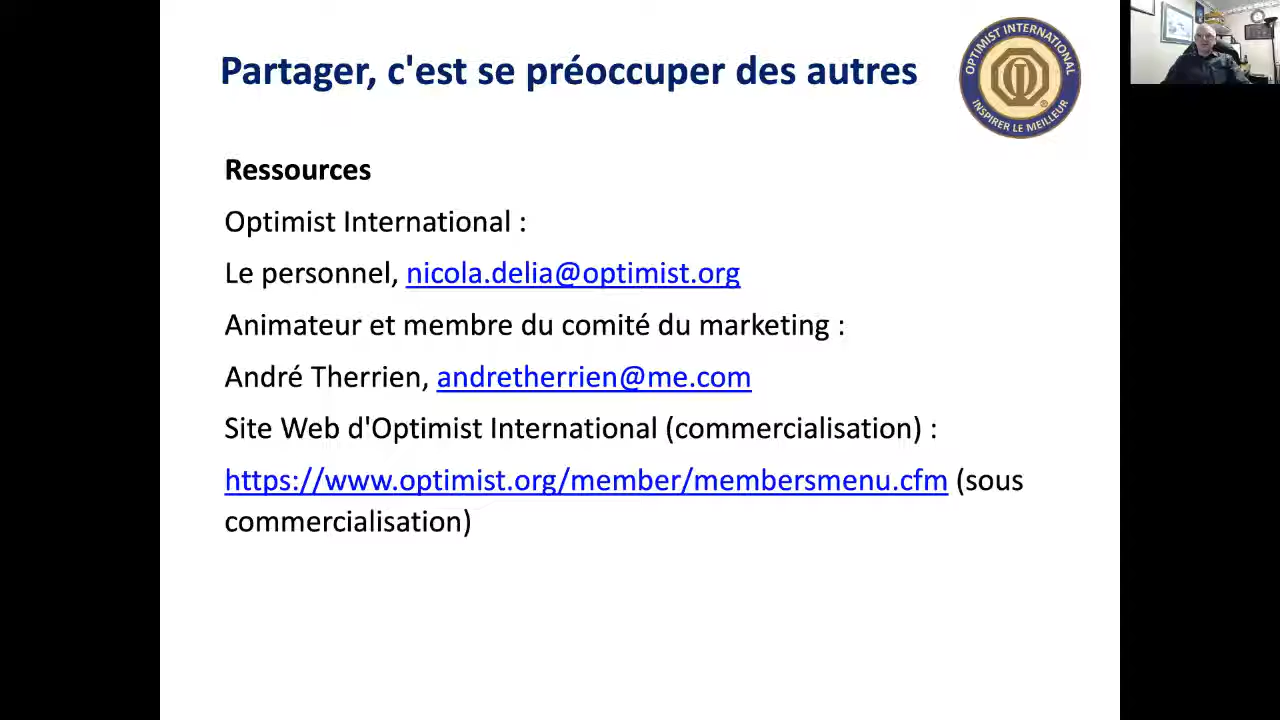 Partager, c'est se préoccuper des autres
OPTIMIST INTERNATIONAL
INSPIRER LE MEILLEUR
®
Ressources
Optimist International :
Le personnel, nicola.delia@optimist.org
Animateur et membre du comité du marketing :
André Therrien, andretherrien@me.com
Site Web d'Optimist International (commercialisation) :
https://www.optimist.org/member/membersmenu.cfm (sous
commercialisation)